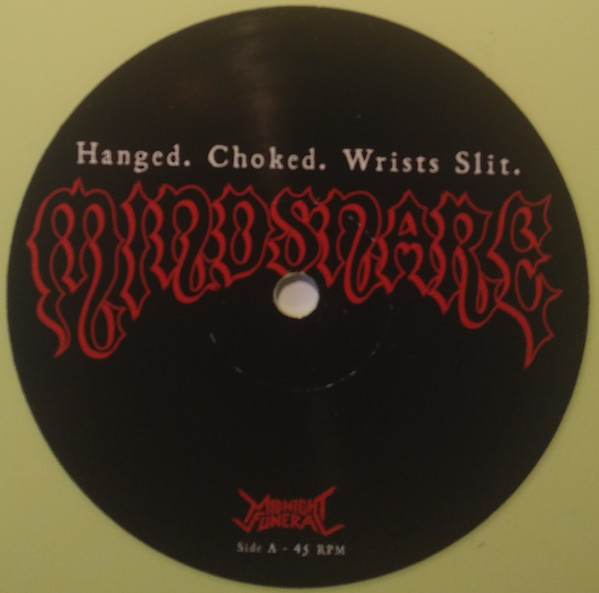 Hanged. Choked. Wrists Slit.
MINDSNARE
MIDNIGHT
FUNERAL
Side A - 45 RPM